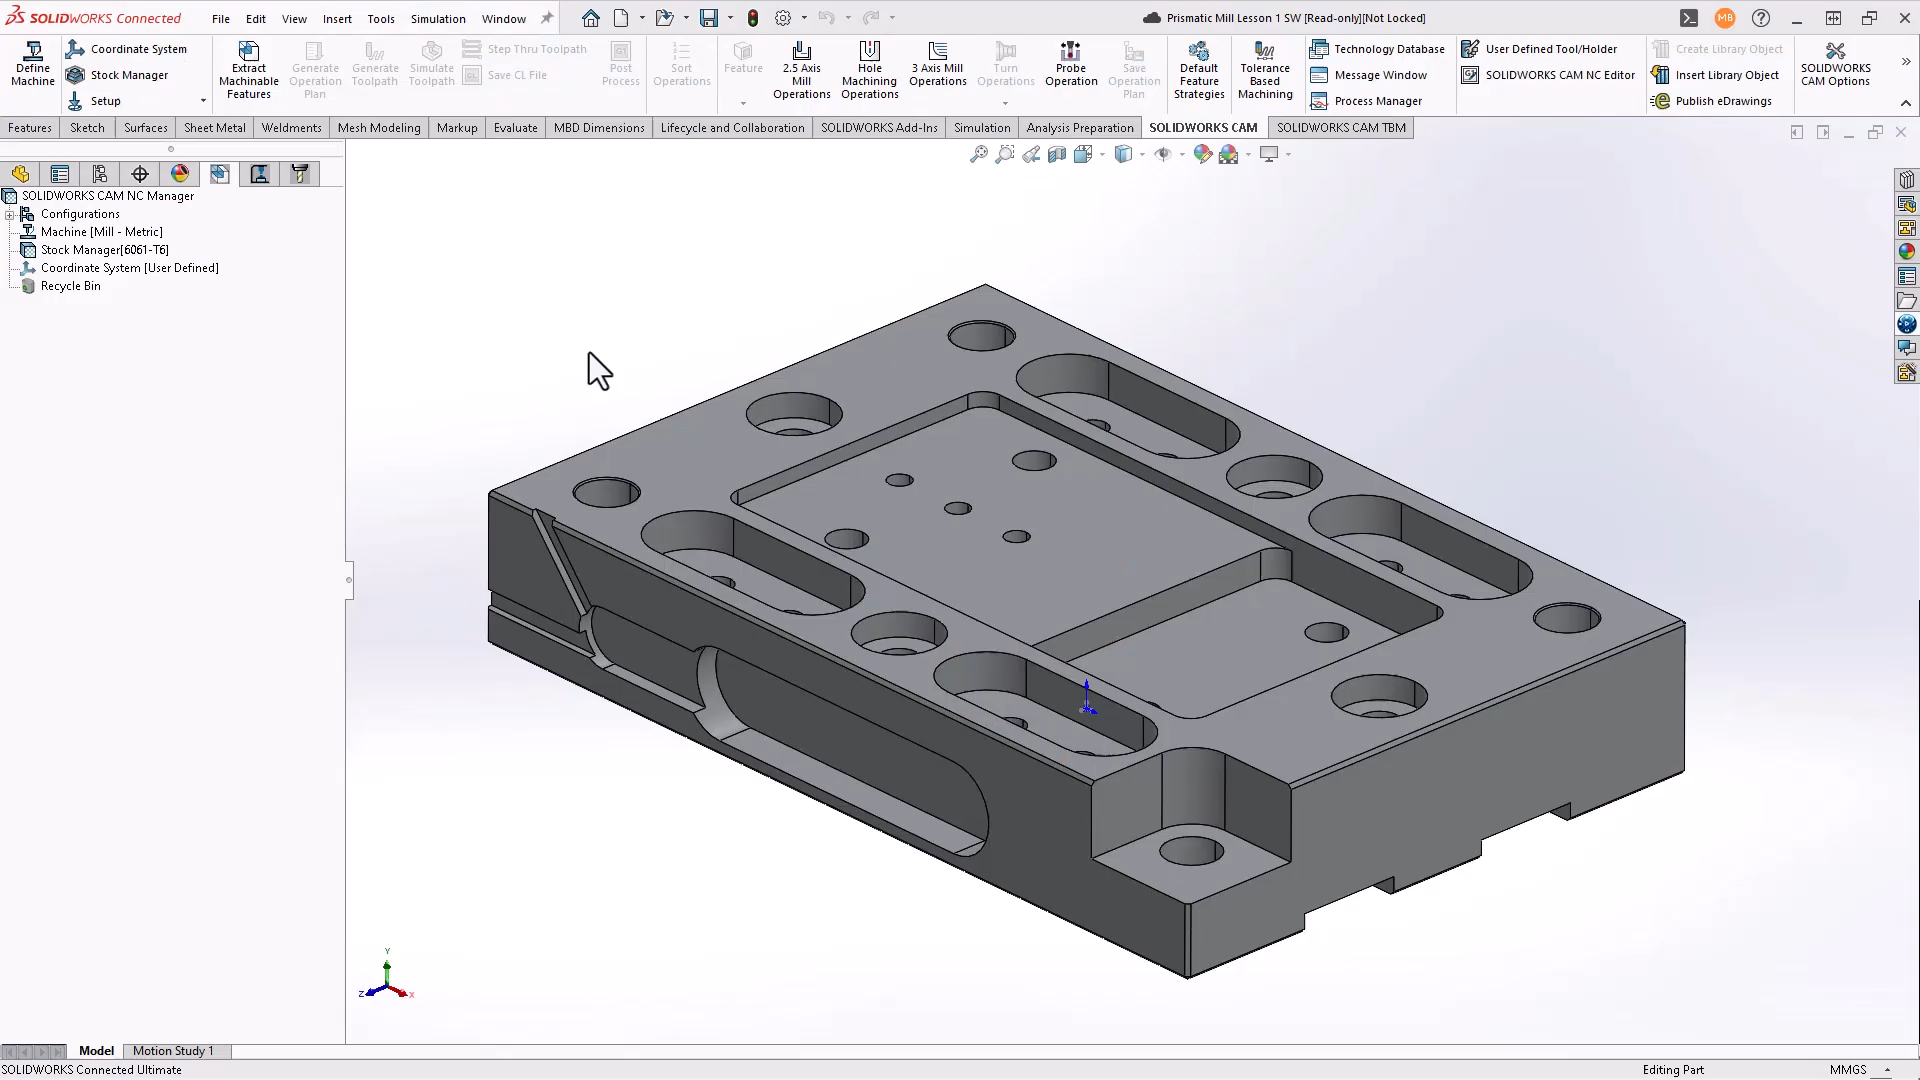 SOLIDWORKS Connected
File Edit View Insert Tools Simulation Window
Prismatic Mill Lesson 1 SW [Read-only][Not Locked]
MB
Define Machine
Coordinate System
Stock Manager
Setup
Extract Machinable Features
Generate Operation Plan
Generate Toolpath
Simulate Toolpath
Step Thru Toolpath
Save CL File
Post Process
Sort Operations
Feature
2.5 Axis Mill Operations
Hole Machining Operations
3 Axis Mill Operations
Turn Operations
Probe Operation
Save Operation Plan
Default Feature Strategies
Tolerance Based Machining
Technology Database
Message Window
Process Manager
User Defined Tool/Holder
SOLIDWORKS CAM NC Editor
Create Library Object
Insert Library Object
Publish eDrawings
SOLIDWORKS CAM Options
Features Sketch Surfaces Sheet Metal Weldments Mesh Modeling Markup Evaluate MBD Dimensions Lifecycle and Collaboration SOLIDWORKS Add-Ins Simulation Analysis Preparation SOLIDWORKS CAM SOLIDWORKS CAM TBM
SOLIDWORKS CAM NC Manager
Configurations
Machine [Mill - Metric]
Stock Manager[6061-T6]
Coordinate System [User Defined]
Recycle Bin
Y
Z
X
Model Motion Study 1
SOLIDWORKS Connected Ultimate
Editing Part
MMGS